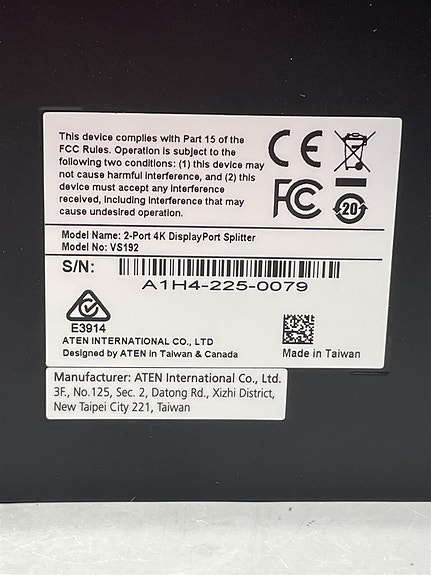 This device complies with Part 15 of the
FCC Rules. Operation is subject to the
following two conditions: (1) this device may
not cause harmful interference, and (2) this
device must accept any interference
received, including interference that may
cause undesired operation.
CE
FC
20
Model Name: 2-Port 4K DisplayPort Splitter
Model No: VS192
S/N:
A1H4-225-0079
E3914
ATEN INTERNATIONAL CO., LTD
Designed by ATEN in Taiwan & Canada
Made in Taiwan
Manufacturer: ATEN International Co., Ltd.
3F., No.125, Sec. 2, Datong Rd., Xizhi District,
New Taipei City 221, Taiwan